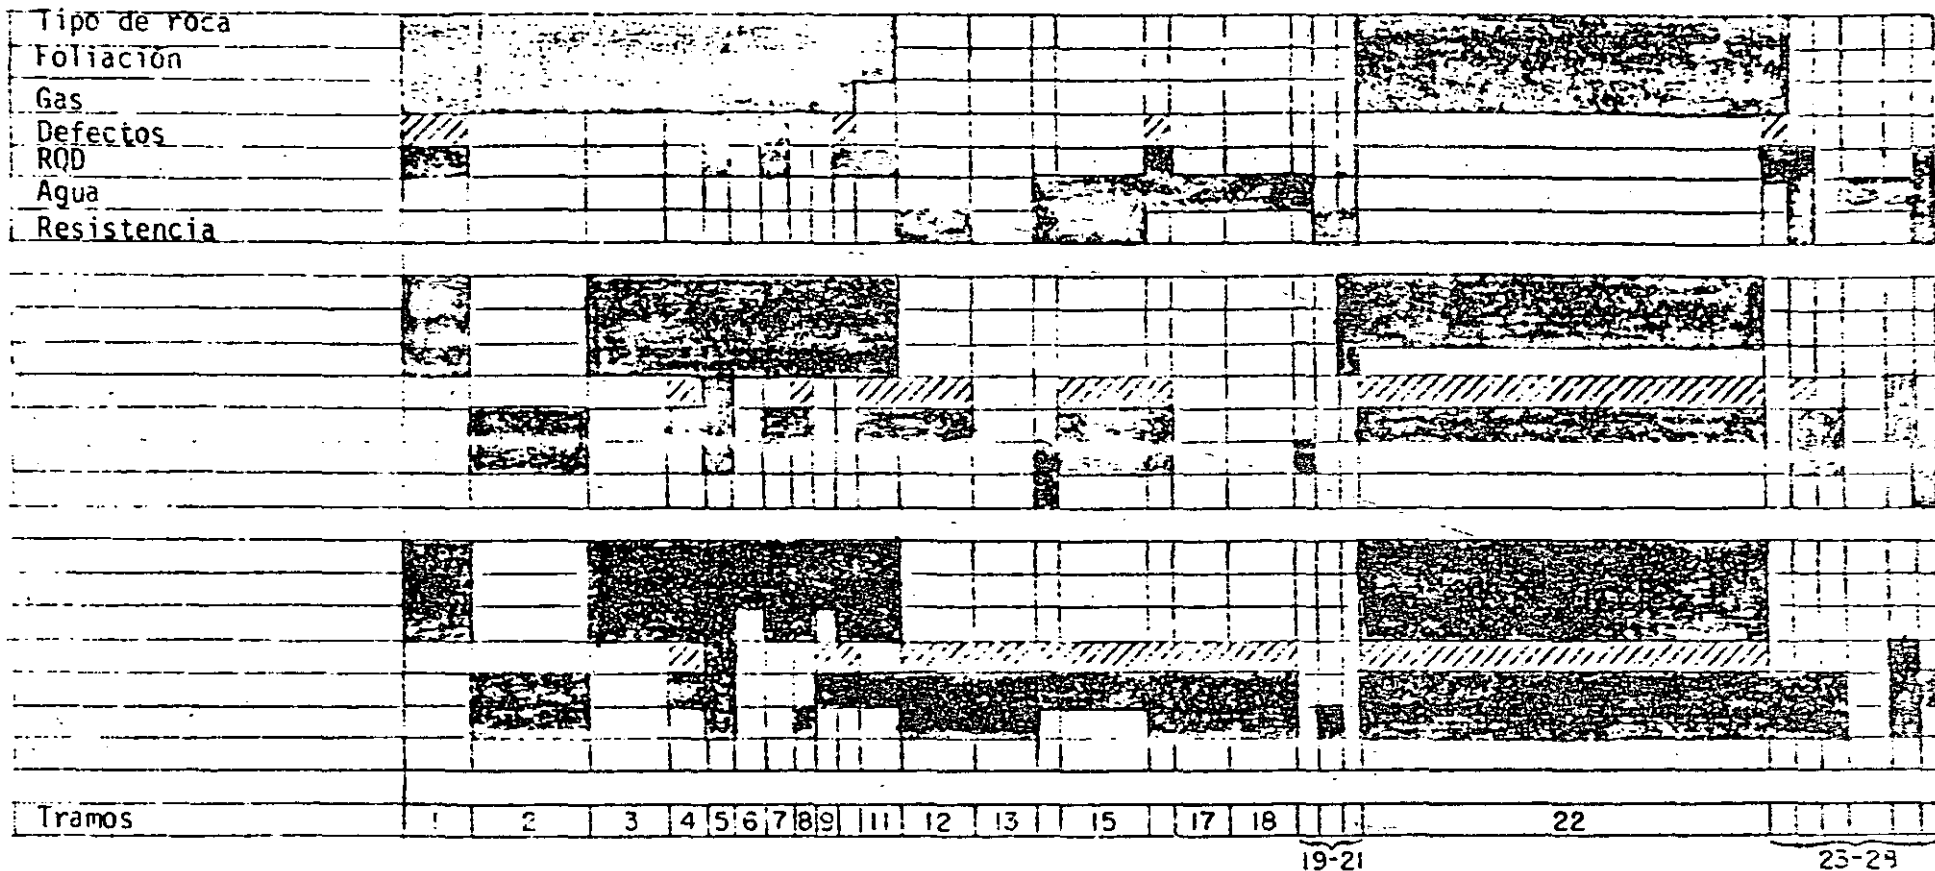 Tipo de roca
Foliación
Gas
Defectos
RQD
Agua
Resistencia
Tramos 1 2 3 4 5 6 7 8 9 11 12 13 15 17 18 22
19-21 23-28